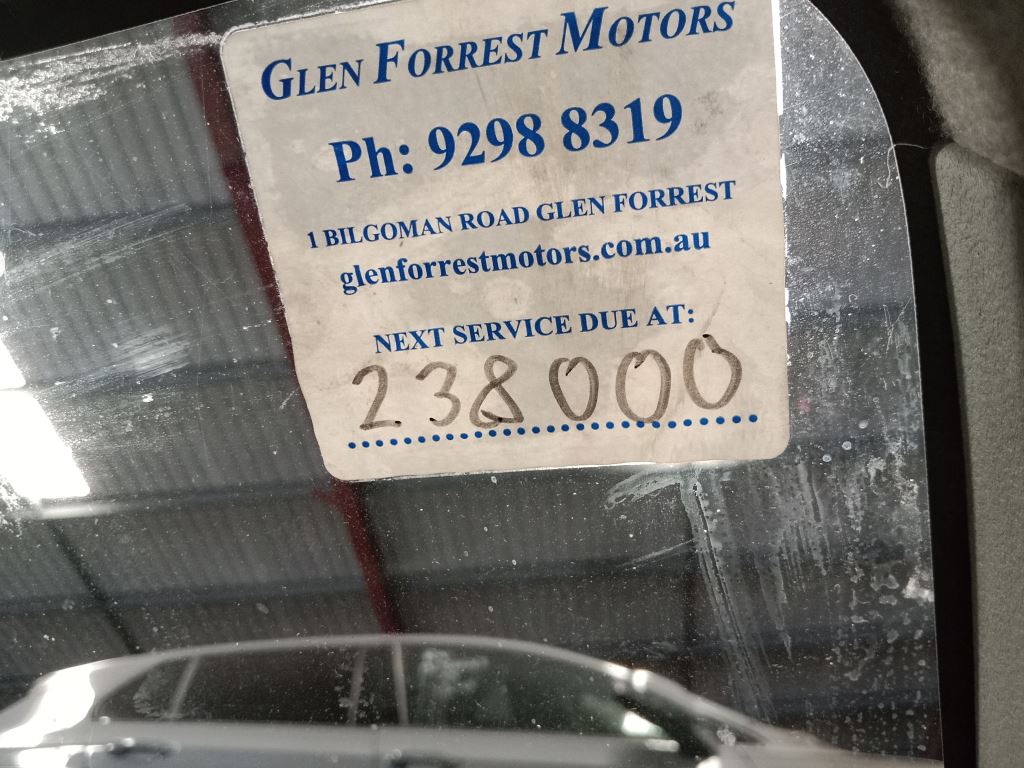 GLEN FORREST MOTORS
Ph: 9298 8319
1 BILGOMAN ROAD GLEN FORREST
glenforrestmotors.com.au
NEXT SERVICE DUE AT:
238000